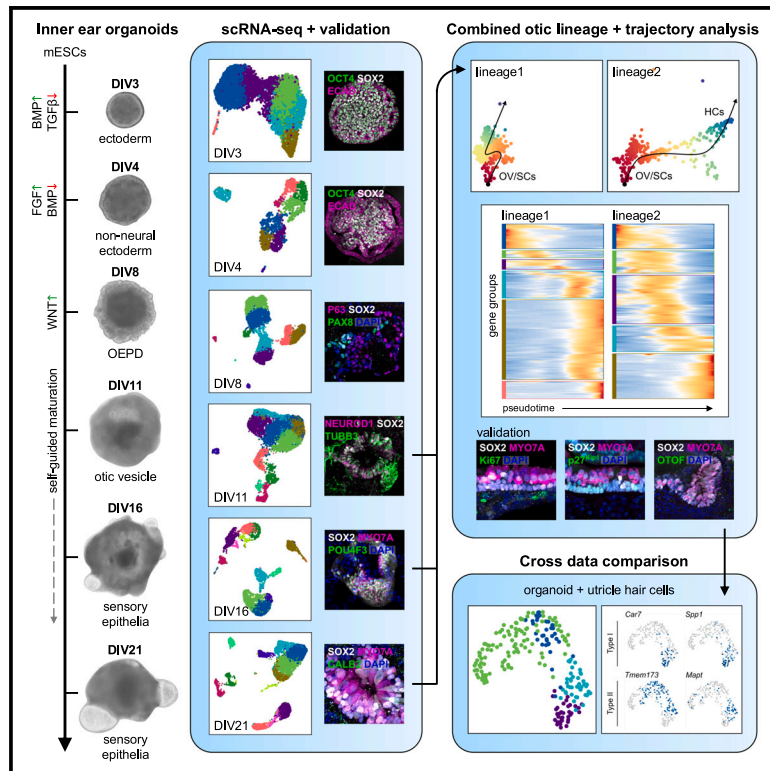 Inner ear organoids
mESCs
BMP↑
TGFβ↓
DIV3
ectoderm
FGF↑
BMP↓
DIV4
non-neural
ectoderm
WNT↑
DIV8
OEPD
self-guided maturation
DIV11
otic vesicle
DIV16
sensory
epithelia
DIV21
sensory
epithelia
scRNA-seq + validation
DIV3
OCT4 SOX2
ECAD
DIV4
OCT4 SOX2
ECAD
DIV8
P63 SOX2
PAX8 DAPI
DIV11
NEUROD1 SOX2
TUBB3
DIV16
SOX2 MYO7A
POU4F3 DAPI
DIV21
SOX2 MYO7A
CALB2 DAPI
Combined otic lineage + trajectory analysis
lineage1
OV/SCs
lineage2
HCs
OV/SCs
lineage1
lineage2
gene groups
pseudotime
validation
SOX2 MYO7A
Ki67 DAPI
SOX2 MYO7A
p27Kip1 DAPI
SOX2 MYO7A
OTOF DAPI
Cross data comparison
organoid + utricle hair cells
Type I
Car7
Spp1
Type II
Tmem173
Mapt